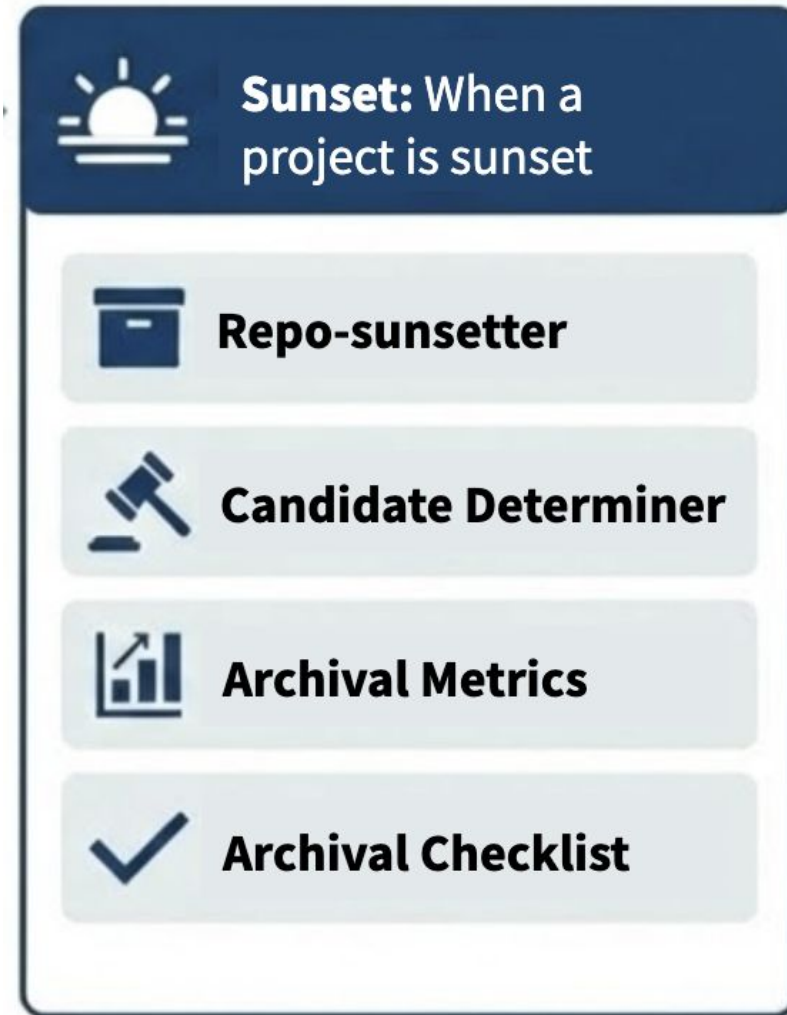 Sunset: When a
project is sunset
Repo-sunsetter
Candidate Determiner
Archival Metrics
Archival Checklist